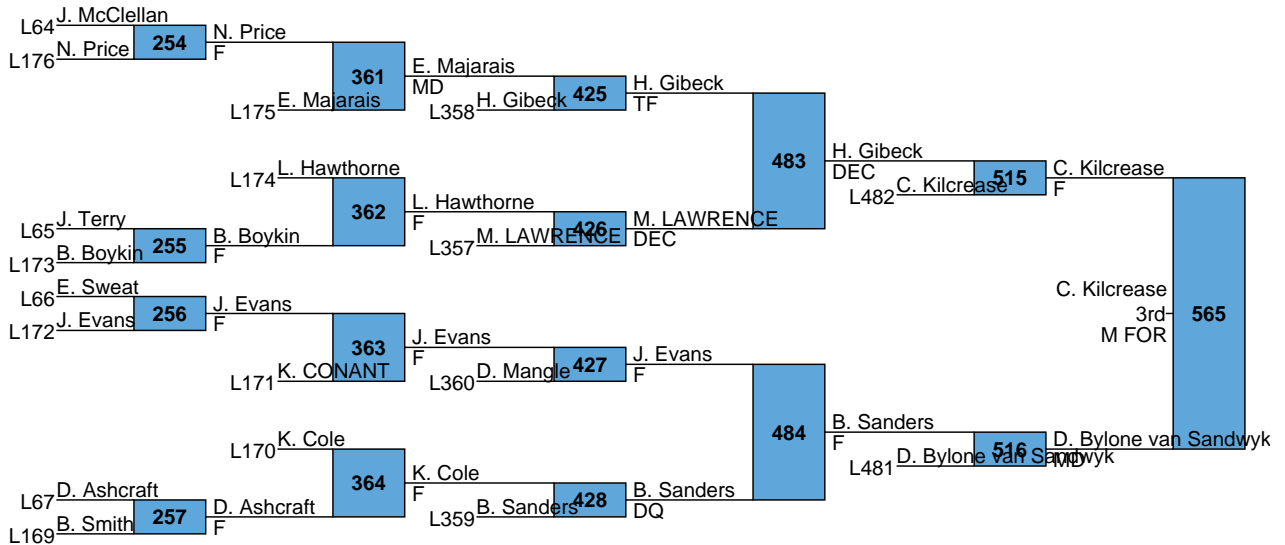 J. McClellan
L64
254
N. Price
F
N. Price
L176
361
E. Majarais
MD
E. Majarais
L175
H. Gibeck
L358
425
H. Gibeck
TF
483
H. Gibeck
DEC
L. Hawthorne
L174
362
L. Hawthorne
F
J. Terry
L65
255
B. Boykin
F
B. Boykin
L173
M. LAWRENCE
L357
426
M. LAWRENCE
DEC
C. Kilcrease
L482
515
C. Kilcrease
F
E. Sweat
L66
256
J. Evans
F
J. Evans
L172
363
J. Evans
F
K. CONANT
L171
D. Mangle
L360
427
J. Evans
F
484
B. Sanders
F
K. Cole
L170
364
K. Cole
F
D. Ashcraft
L67
257
D. Ashcraft
F
B. Smith
L169
B. Sanders
L359
428
B. Sanders
DQ
D. Bylone van Sandwyk
L481
516
D. Bylone van Sandwyk
MD
C. Kilcrease
3rd
M FOR
565